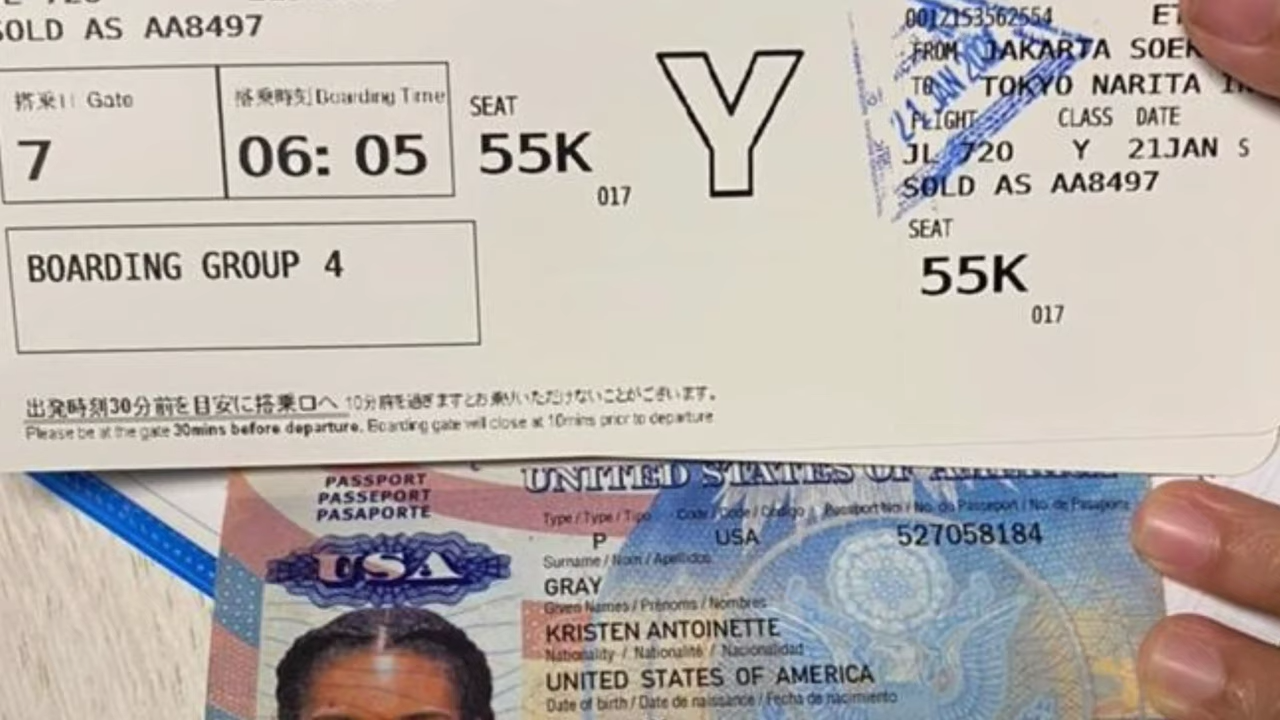 SOLD AS AA8497
搭乗口 Gate
7
搭乗時刻 Boarding Time
06: 05
SEAT
55K
017
Y
BOARDING GROUP 4
出発時刻30分前を目安に搭乗口へ 10分前を過ぎますとお乗りいただけないことがございます。
Please be at the gate 30mins before departure. Boarding gate will close at 10mins prior to departure
0012153562554
FROM JAKARTA
TO TOKYO NARITA
21 JAN
FLIGHT CLASS DATE
JL 720 Y 21JAN S
SOLD AS AA8497
SEAT
55K
017
PASSPORT
PASSEPORT
PASAPORTE
USA
UNITED STATES OF AMERICA
Type / Type / Tipo Code / Code / Código Passport No. / No. du Passeport / No. de Pasaporte
P USA 527058184
Surname / Nom / Apellidos
GRAY
Given Names / Prénoms / Nombres
KRISTEN ANTOINETTE
Nationality / Nationalité / Nacionalidad
UNITED STATES OF AMERICA
Date of birth / Date de naissance / Fecha de nacimiento